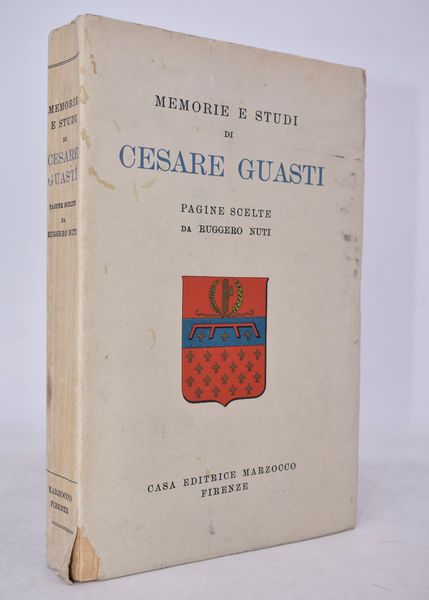 MEMORIE
E STUDI
DI
CESARE
GUASTI
PAGINE SCELTE
DA
RUGGERO NUTI
MARZOCCO
FIRENZE
MEMORIE E STUDI
DI
CESARE GUASTI
PAGINE SCELTE
DA RUGGERO NUTI
CASA EDITRICE MARZOCCO
FIRENZE